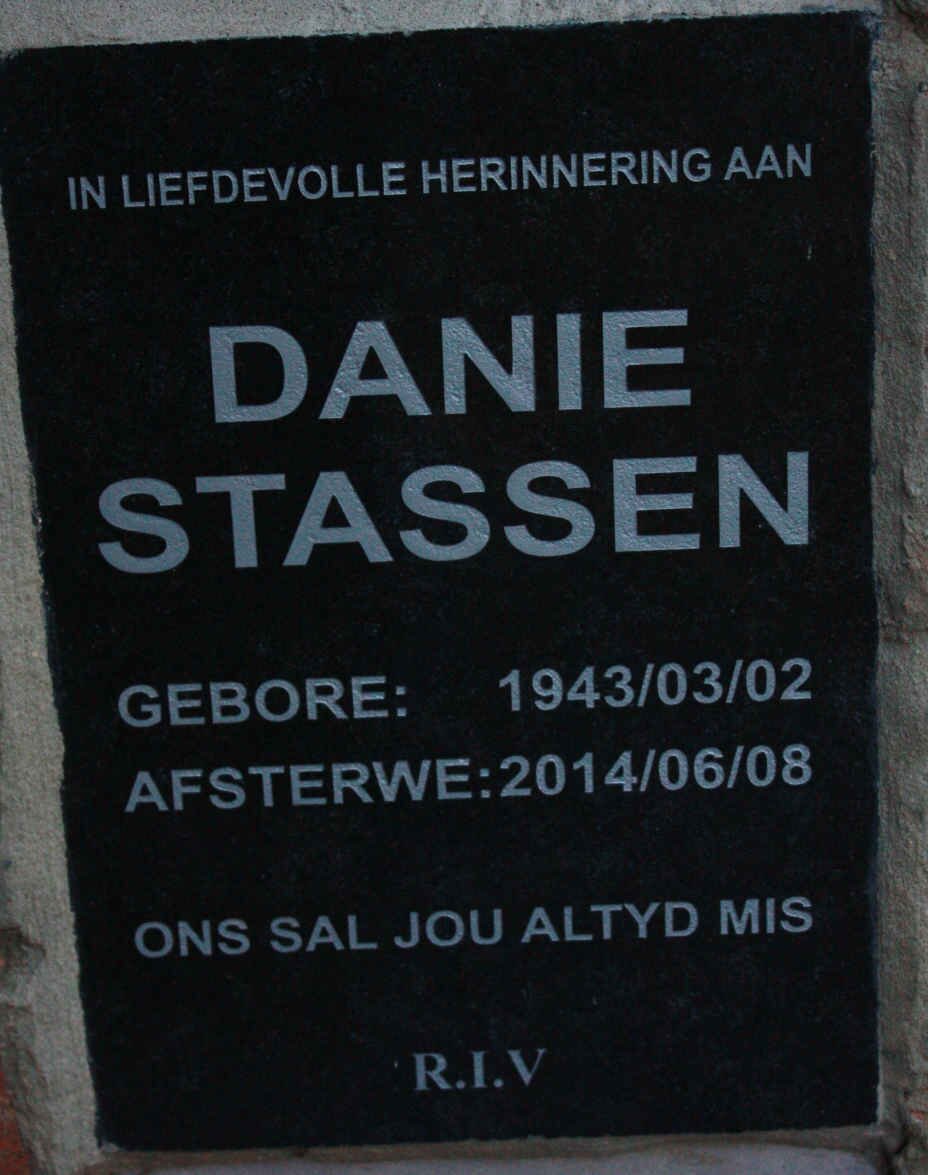 IN LIEFDEVOLLE HERINNERING AAN
DANIE
STASSEN
GEBORE: 1943/03/02
AFSTERWE: 2014/06/08
ONS SAL JOU ALTYD MIS
R.I.V